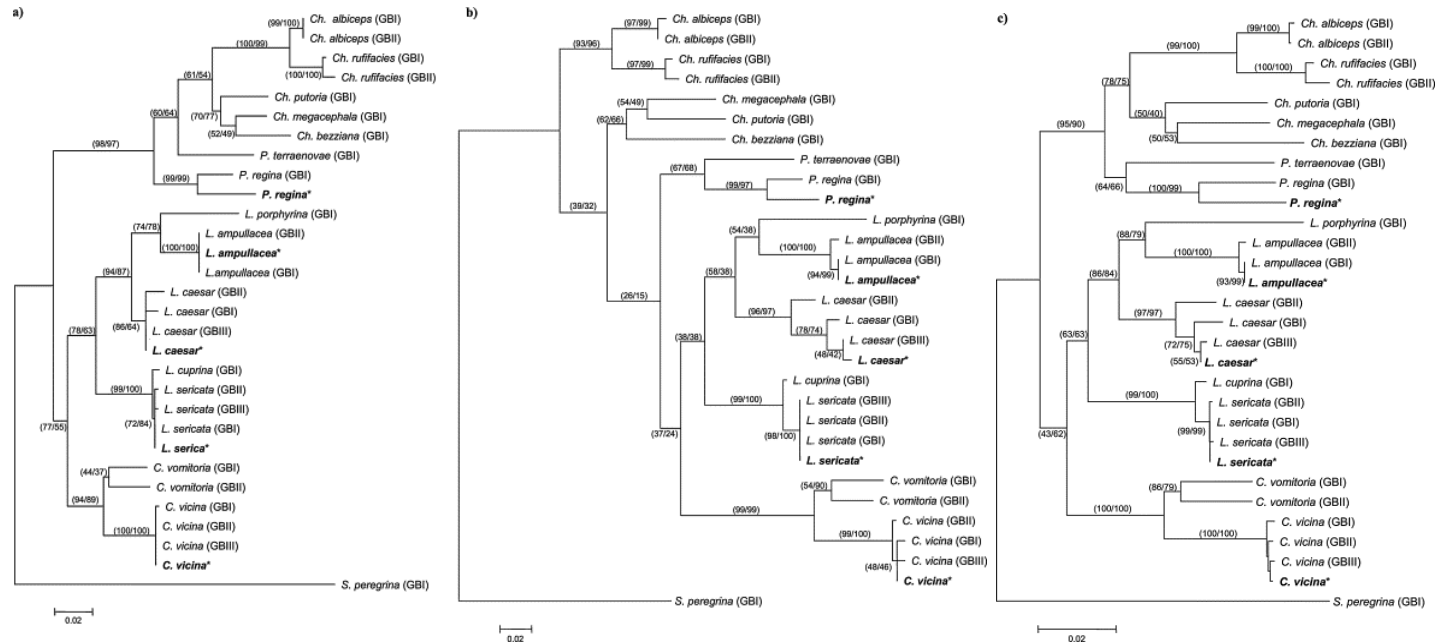 a)
(99/100)
Ch. albiceps (GBI)
Ch. albiceps (GBII)
(100/99)
Ch. rufifacies (GBI)
(100/100)
Ch. rufifacies (GBII)
(61/54)
Ch. putoria (GBI)
(70/77)
Ch. megacephala (GBI)
(52/49)
Ch. bezziana (GBI)
(60/64)
P. terraenovae (GBI)
(98/97)
P. regina (GBI)
(99/99)
P. regina*
L. porphyrina (GBI)
(74/78)
L. ampullacea (GBII)
(100/100)
L. ampullacea*
L.ampullacea (GBI)
(94/87)
L. caesar (GBII)
L. caesar (GBI)
(86/64)
L. caesar (GBIII)
L. caesar*
(78/63)
L. cuprina (GBI)
(99/100)
L. sericata (GBII)
L. sericata (GBIII)
(72/84)
L. sericata (GBI)
L. serica*
(77/55)
C. vomitoria (GBI)
(44/37)
C. vomitoria (GBII)
(94/89)
C. vicina (GBI)
C. vicina (GBII)
(100/100)
C. vicina (GBIII)
C. vicina*
S. peregrina (GBI)
0.02
b)
(97/99)
Ch. albiceps (GBI)
Ch. albiceps (GBII)
(93/96)
Ch. rufifacies (GBI)
(97/99)
Ch. rufifacies (GBII)
(54/49)
Ch. megacephala (GBI)
Ch. putoria (GBI)
(62/66)
Ch. bezziana (GBI)
(67/68)
P. terraenovae (GBI)
P. regina (GBI)
(99/97)
P. regina*
(39/32)
L. porphyrina (GBI)
(54/38)
L. ampullacea (GBII)
(100/100)
L. ampullacea (GBI)
(94/99)
L. ampullacea*
(58/38)
(26/15)
L. caesar (GBII)
(96/97)
L. caesar (GBI)
(78/74)
L. caesar (GBIII)
(48/42)
L. caesar*
(38/38)
L. cuprina (GBI)
(99/100)
L. sericata (GBIII)
L. sericata (GBII)
(98/100)
L. sericata (GBI)
L. sericata*
(37/24)
C. vomitoria (GBI)
(54/90)
C. vomitoria (GBII)
(99/99)
C. vicina (GBII)
(99/100)
C. vicina (GBI)
C. vicina (GBIII)
(48/46)
C. vicina*
S. peregrina (GBI)
0.02
c)
(99/100)
Ch. albiceps (GBI)
Ch. albiceps (GBII)
(99/100)
Ch. rufifacies (GBI)
(100/100)
Ch. rufifacies (GBII)
(78/75)
Ch. putoria (GBI)
(50/40)
Ch. megacephala (GBI)
(50/53)
Ch. bezziana (GBI)
(95/90)
P. terraenovae (GBI)
(64/66)
P. regina (GBI)
(100/99)
P. regina*
L. porphyrina (GBI)
(88/79)
L. ampullacea (GBII)
(100/100)
L. ampullacea (GBI)
(93/99)
L. ampullacea*
(86/84)
L. caesar (GBII)
(97/97)
L. caesar (GBI)
(72/75)
L. caesar (GBIII)
(55/53)
L. caesar*
(63/63)
L. cuprina (GBI)
(99/100)
L. sericata (GBII)
L. sericata (GBI)
(99/99)
L. sericata (GBIII)
L. sericata*
(43/62)
C. vomitoria (GBI)
(86/79)
C. vomitoria (GBII)
(100/100)
C. vicina (GBI)
(100/100)
C. vicina (GBII)
C. vicina (GBIII)
C. vicina*
S. peregrina (GBI)
0.02